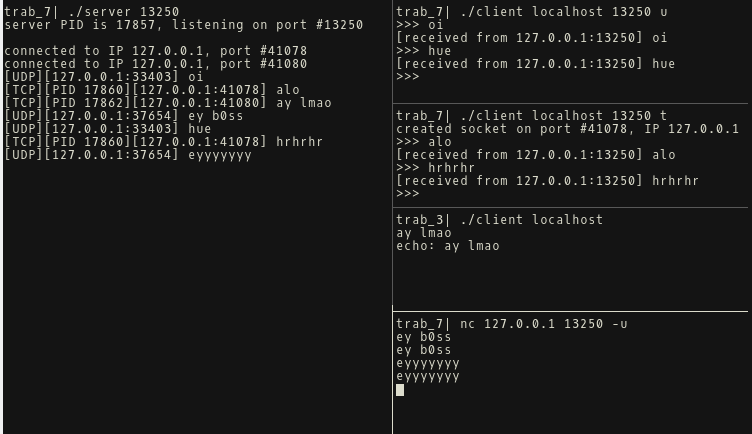 trab_7| ./server 13250
server PID is 17857, listening on port #13250
connected to IP 127.0.0.1, port #41078
connected to IP 127.0.0.1, port #41080
[UDP][127.0.0.1:33403] oi
[TCP][PID 17860][127.0.0.1:41078] alo
[TCP][PID 17862][127.0.0.1:41080] ay lmao
[UDP][127.0.0.1:37654] ey b0ss
[UDP][127.0.0.1:33403] hue
[TCP][PID 17860][127.0.0.1:41078] hrhrhr
[UDP][127.0.0.1:37654] eyyyyyyy
trab_7| ./client localhost 13250 u
>>> oi
[received from 127.0.0.1:13250] oi
>>> hue
[received from 127.0.0.1:13250] hue
>>>
trab_7| ./client localhost 13250 t
created socket on port #41078, IP 127.0.0.1
>>> alo
[received from 127.0.0.1:13250] alo
>>> hrhrhr
[received from 127.0.0.1:13250] hrhrhr
>>>
trab_3| ./client localhost
ay lmao
echo: ay lmao
trab_7| nc 127.0.0.1 13250 -u
ey b0ss
ey b0ss
eyyyyyyy
eyyyyyyy